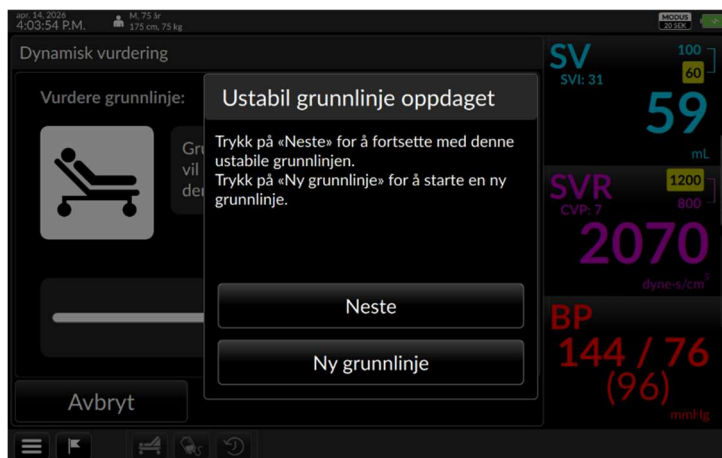 apr. 14, 2026
4:03:54 P.M.
M, 75 år
175 cm, 75 kg
MODUS
20 SEK
Dynamisk vurdering
Vurdere grunnlinje:
Gru
vil
der
Ustabil grunnlinje oppdaget
Trykk på «Neste» for å fortsette med denne
ustabile grunnlinjen.
Trykk på «Ny grunnlinje» for å starte en ny
grunnlinje.
Neste
Ny grunnlinje
Avbryt
SV
SVI: 31
100
60
59
mL
SVR
CVP: 7
1200
800
2070
dyne-s/cm⁵
BP
144 / 76
(96)
mmHg